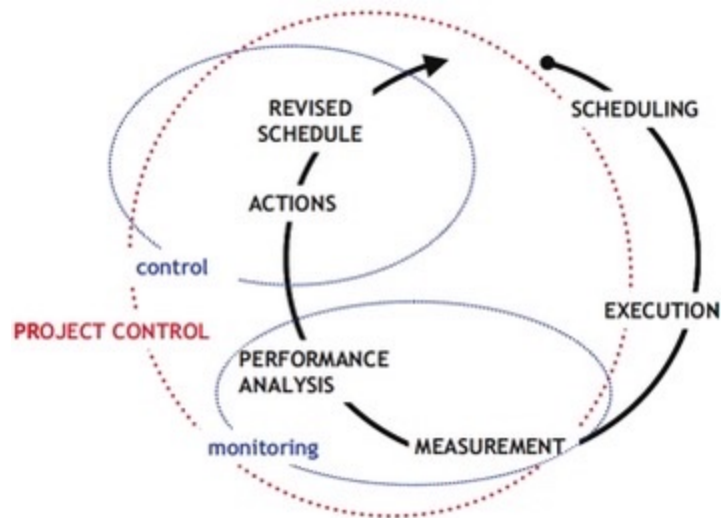 REVISED
SCHEDULE
SCHEDULING
ACTIONS
control
EXECUTION
PROJECT CONTROL
PERFORMANCE
ANALYSIS
monitoring
MEASUREMENT